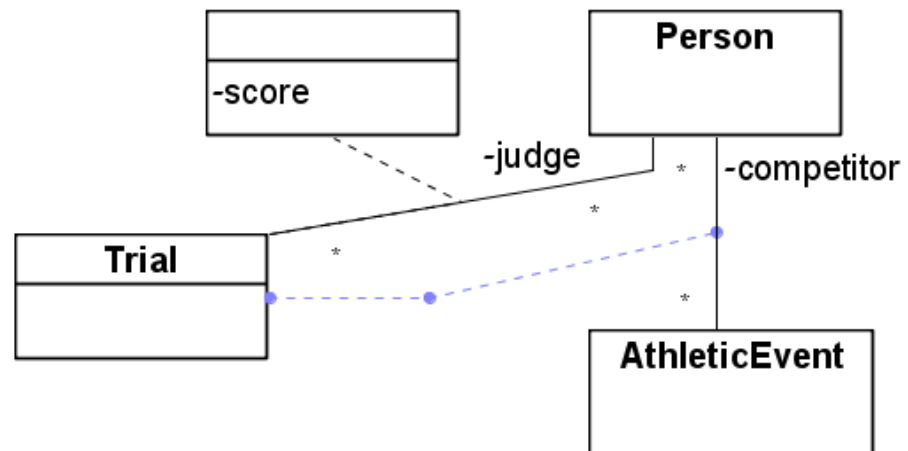 Person
-score
-judge
*
-competitor
*
*
Trial
*
AthleticEvent